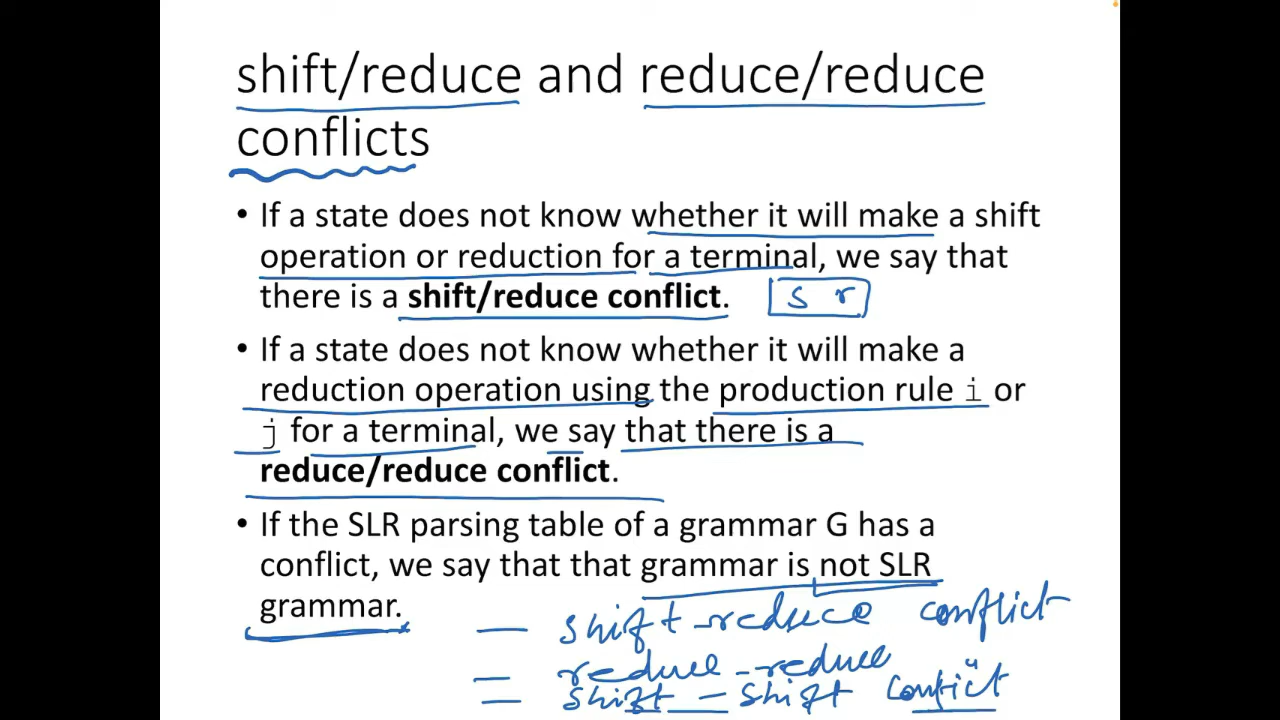 shift/reduce and reduce/reduce
conflicts
• If a state does not know whether it will make a shift
operation or reduction for a terminal, we say that
there is a shift/reduce conflict. s r
• If a state does not know whether it will make a
reduction operation using the production rule i or
j for a terminal, we say that there is a
reduce/reduce conflict.
• If the SLR parsing table of a grammar G has a
conflict, we say that that grammar is not SLR
grammar.
— shift-reduce conflict
— reduce-reduce "
— shift - shift conflict